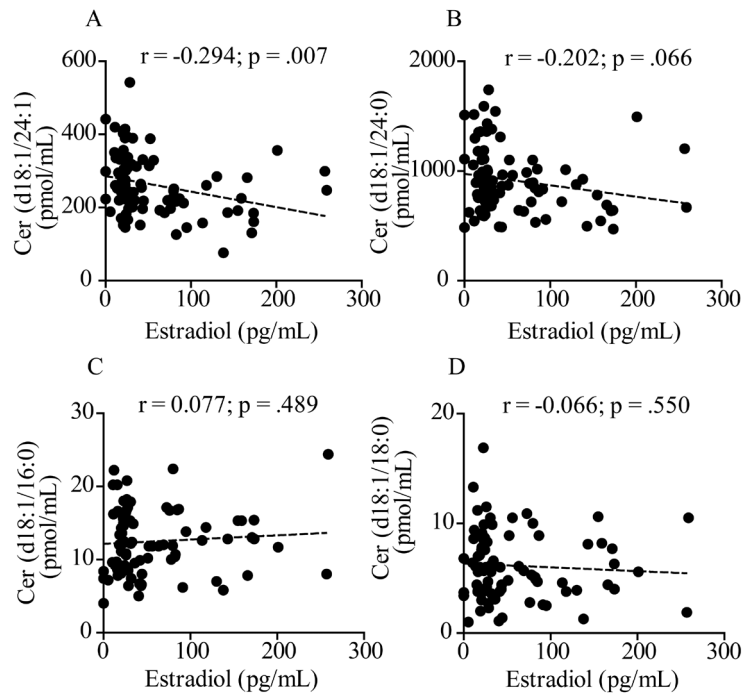 A
r = -0.294; p = .007
Cer (d18:1/24:1)
(pmol/mL)
600
400
200
0
0
100
200
300
Estradiol (pg/mL)
B
r = -0.202; p = .066
Cer (d18:1/24:0)
(pmol/mL)
2000
1000
0
0
100
200
300
Estradiol (pg/mL)
C
r = 0.077; p = .489
Cer (d18:1/16:0)
(pmol/mL)
30
20
10
0
0
100
200
300
Estradiol (pg/mL)
D
r = -0.066; p = .550
Cer (d18:1/18:0)
(pmol/mL)
20
10
0
0
100
200
300
Estradiol (pg/mL)